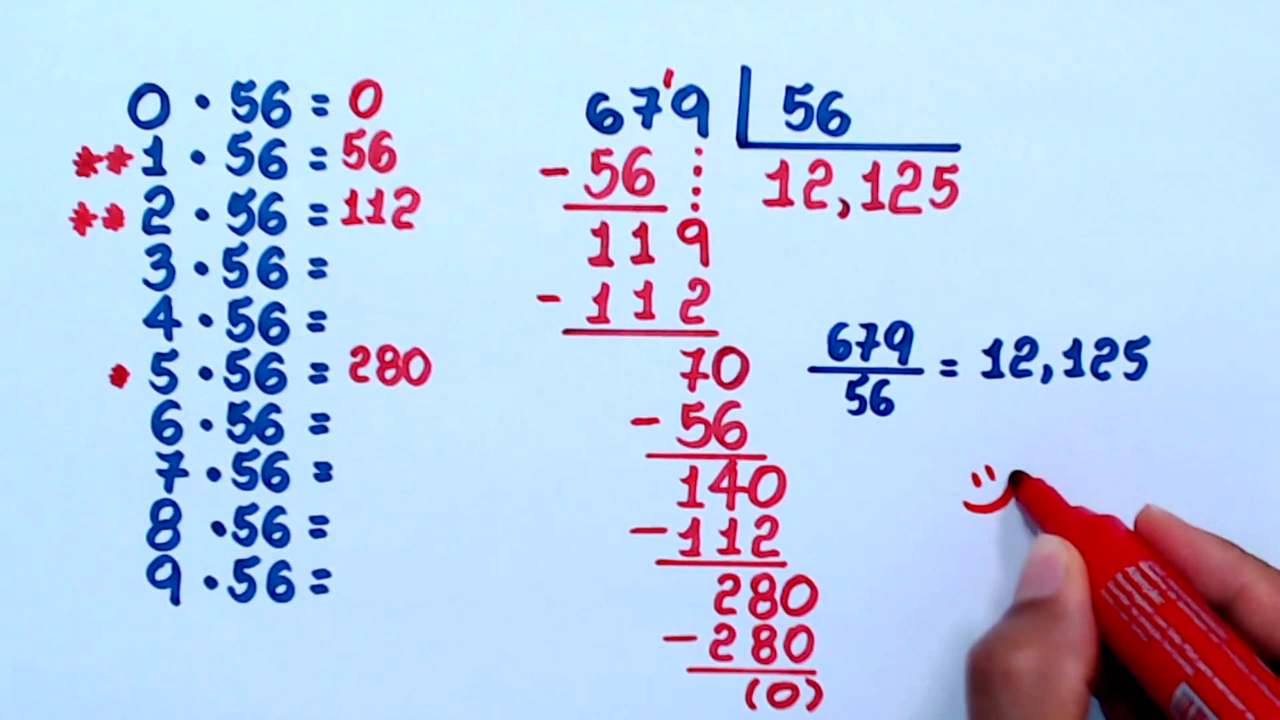 0 · 56 = 0
**1 · 56 = 56
**2 · 56 = 112
3 · 56 =
4 · 56 =
*5 · 56 = 280
6 · 56 =
7 · 56 =
8 · 56 =
9 · 56 =
67'9 | 56
- 56 12,125
119
- 112
70
- 56
140
- 112
280
- 280
(0)
679
56
= 12,125